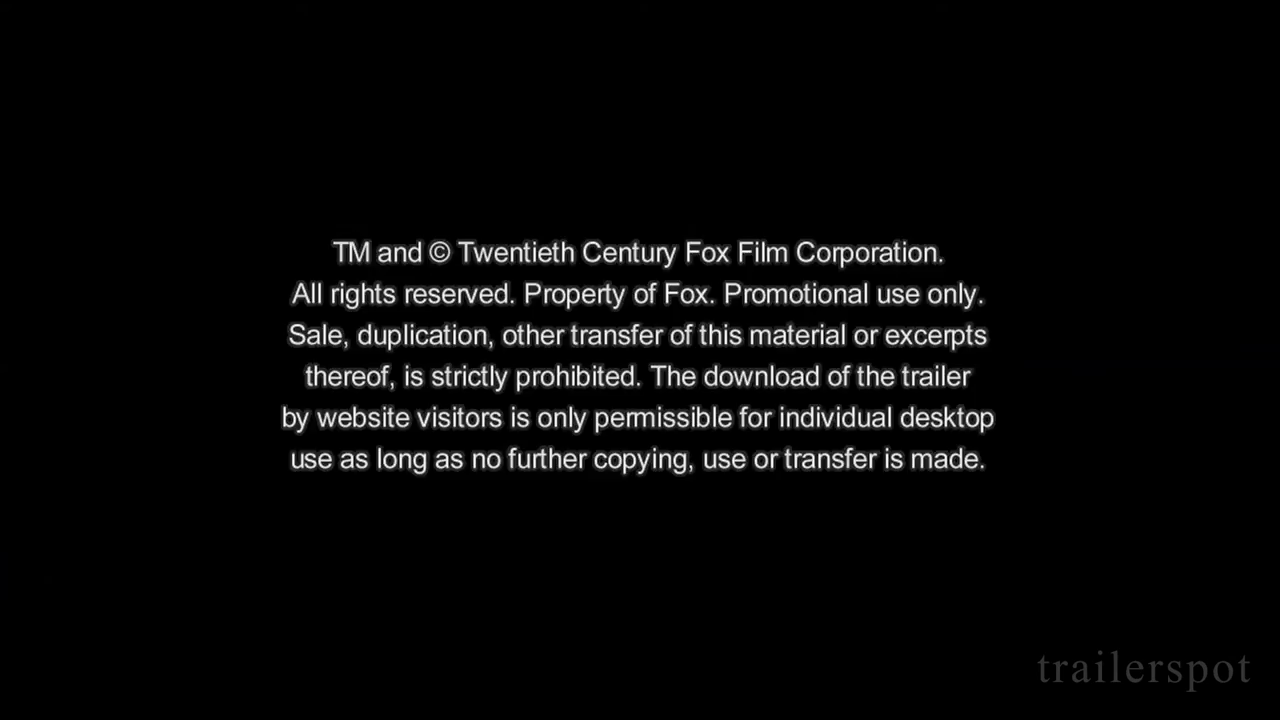 TM and © Twentieth Century Fox Film Corporation.
All rights reserved. Property of Fox. Promotional use only.
Sale, duplication, other transfer of this material or excerpts
thereof, is strictly prohibited. The download of the trailer
by website visitors is only permissible for individual desktop
use as long as no further copying, use or transfer is made.
trailerspot